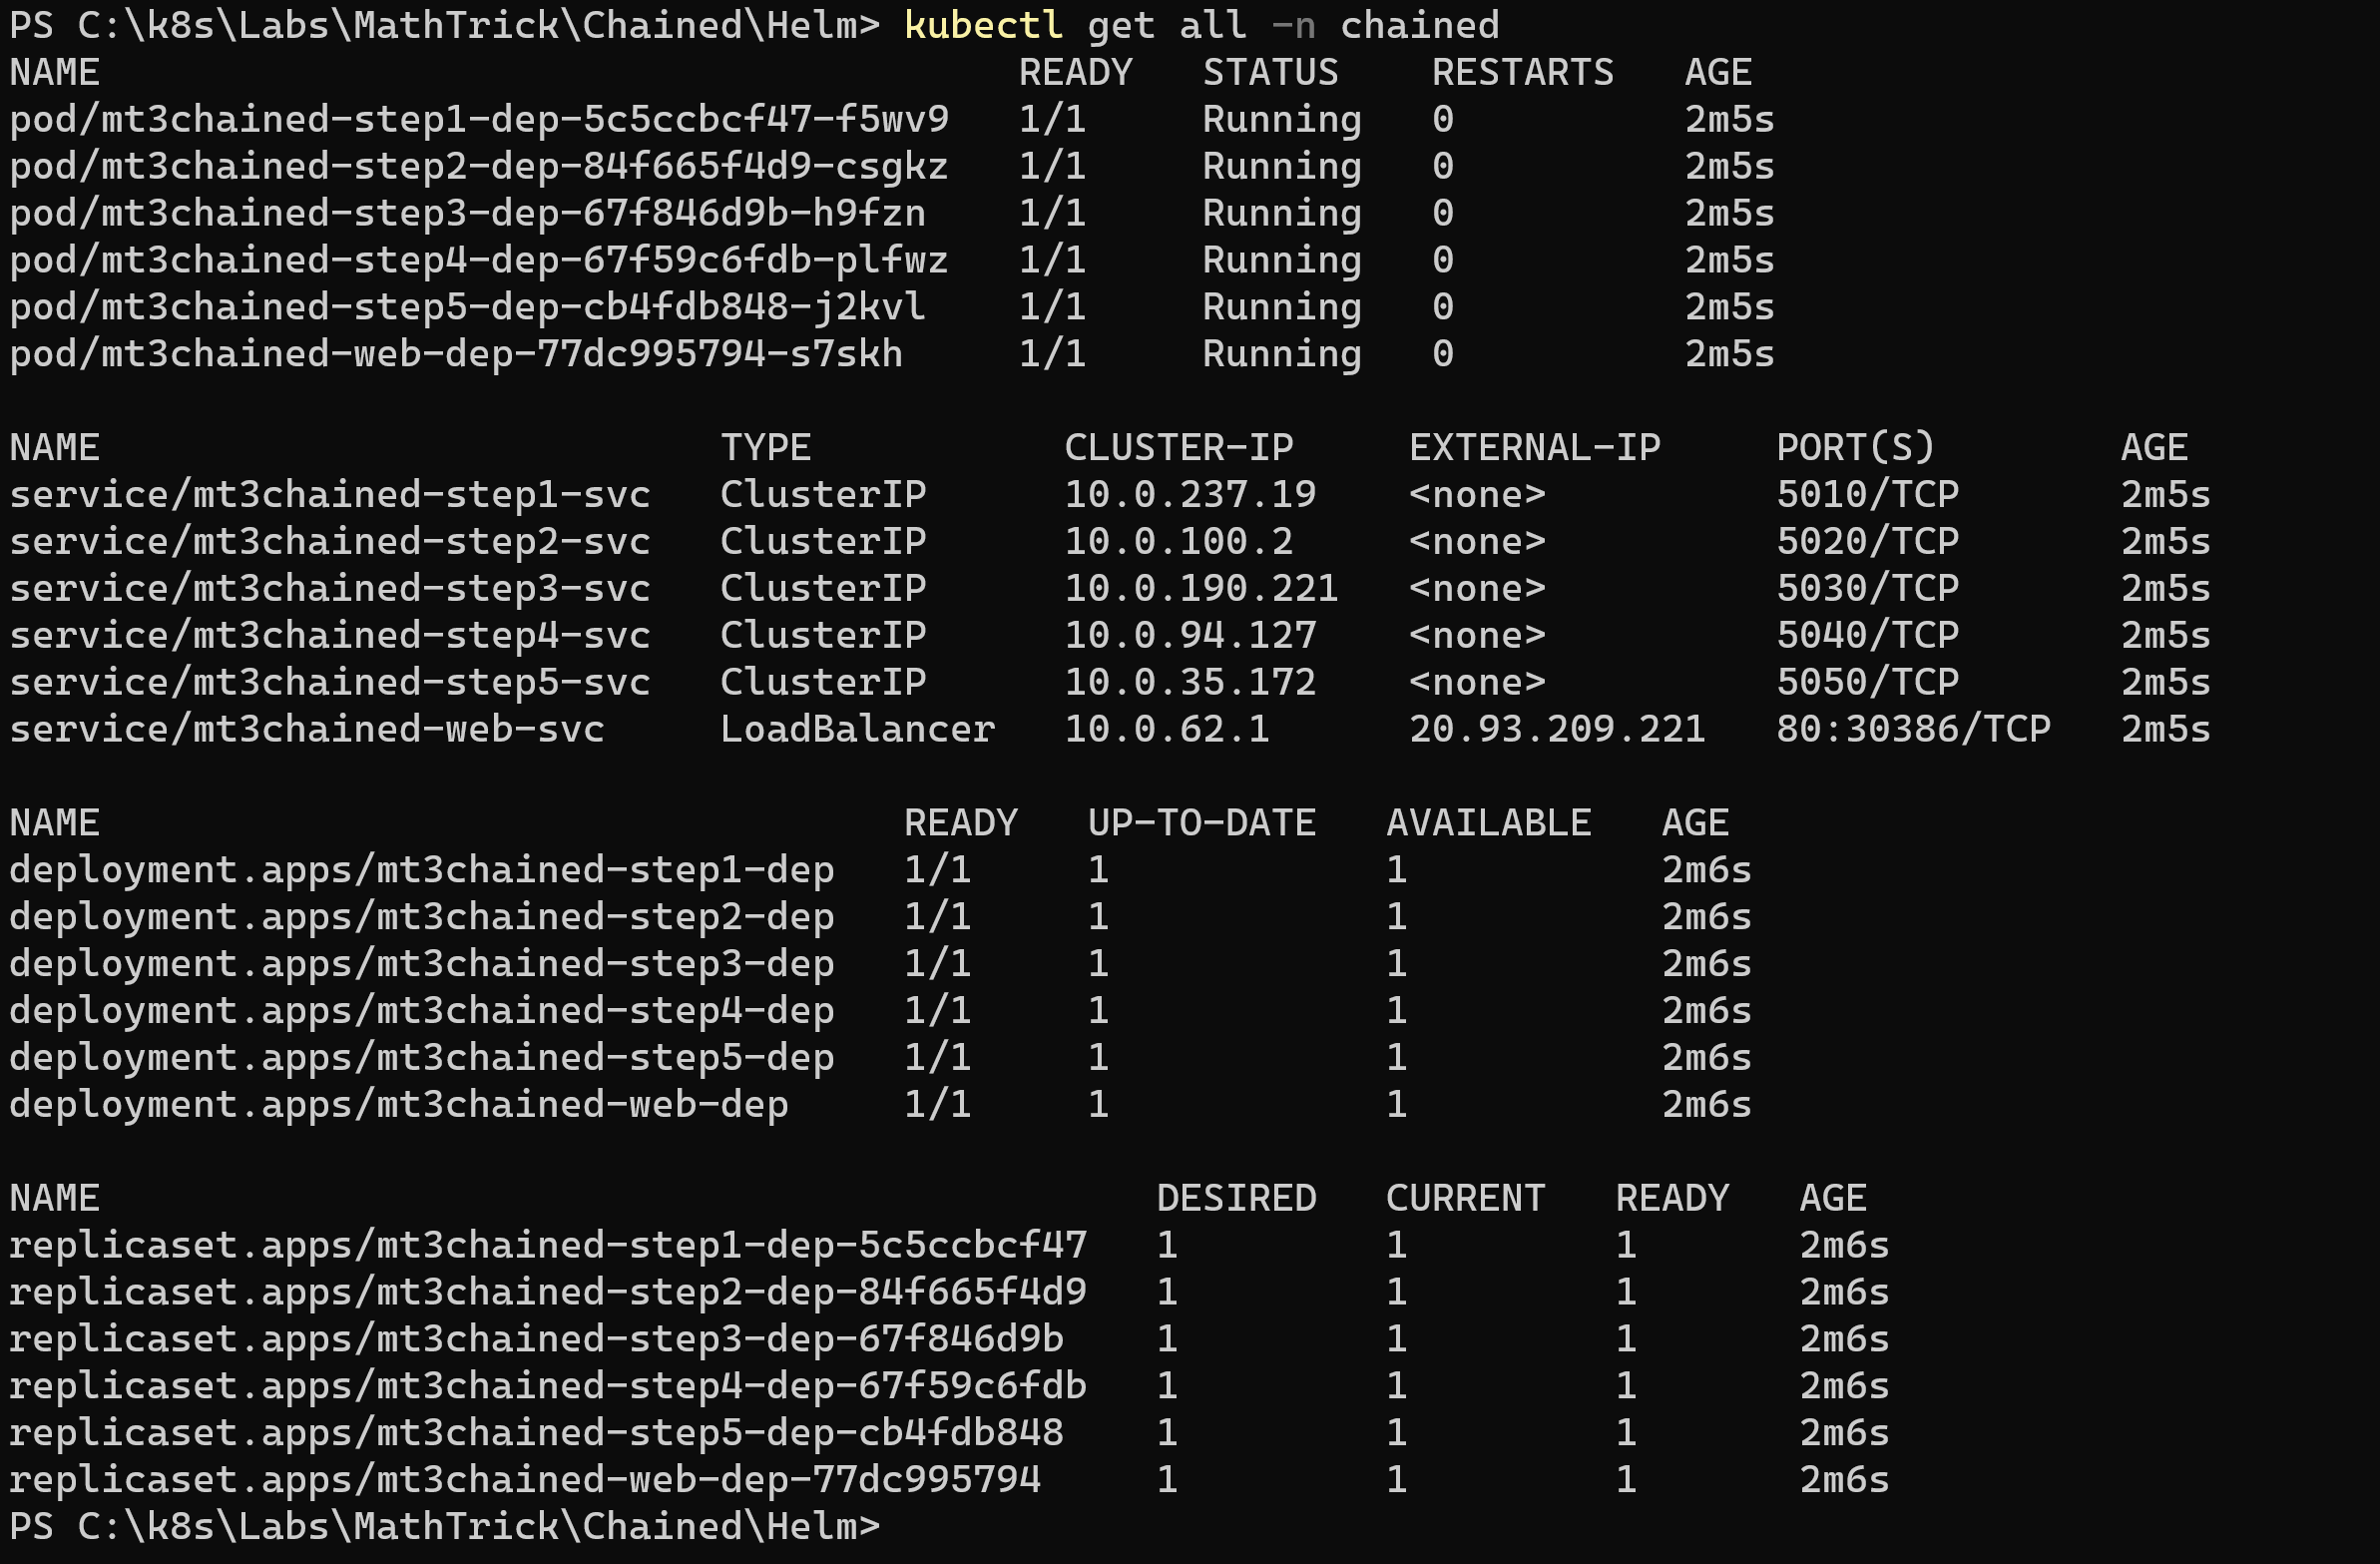 PS C:\k8s\Labs\MathTrick\Chained\Helm> kubectl get all -n chained
NAME                                        READY   STATUS    RESTARTS   AGE
pod/mt3chained-step1-dep-5c5ccbcf47-f5wv9   1/1     Running   0          2m5s
pod/mt3chained-step2-dep-84f665f4d9-csgkz   1/1     Running   0          2m5s
pod/mt3chained-step3-dep-67f846d9b-h9fzn    1/1     Running   0          2m5s
pod/mt3chained-step4-dep-67f59c6fdb-plfwz   1/1     Running   0          2m5s
pod/mt3chained-step5-dep-cb4fdb848-j2kvl    1/1     Running   0          2m5s
pod/mt3chained-web-dep-77dc995794-s7skh     1/1     Running   0          2m5s

NAME                           TYPE           CLUSTER-IP     EXTERNAL-IP     PORT(S)        AGE
service/mt3chained-step1-svc   ClusterIP      10.0.237.19    <none>          5010/TCP       2m5s
service/mt3chained-step2-svc   ClusterIP      10.0.100.2     <none>          5020/TCP       2m5s
service/mt3chained-step3-svc   ClusterIP      10.0.190.221   <none>          5030/TCP       2m5s
service/mt3chained-step4-svc   ClusterIP      10.0.94.127    <none>          5040/TCP       2m5s
service/mt3chained-step5-svc   ClusterIP      10.0.35.172    <none>          5050/TCP       2m5s
service/mt3chained-web-svc     LoadBalancer   10.0.62.1      20.93.209.221   80:30386/TCP   2m5s

NAME                                   READY   UP-TO-DATE   AVAILABLE   AGE
deployment.apps/mt3chained-step1-dep   1/1     1            1           2m6s
deployment.apps/mt3chained-step2-dep   1/1     1            1           2m6s
deployment.apps/mt3chained-step3-dep   1/1     1            1           2m6s
deployment.apps/mt3chained-step4-dep   1/1     1            1           2m6s
deployment.apps/mt3chained-step5-dep   1/1     1            1           2m6s
deployment.apps/mt3chained-web-dep     1/1     1            1           2m6s

NAME                                              DESIRED   CURRENT   READY   AGE
replicaset.apps/mt3chained-step1-dep-5c5ccbcf47   1         1         1       2m6s
replicaset.apps/mt3chained-step2-dep-84f665f4d9   1         1         1       2m6s
replicaset.apps/mt3chained-step3-dep-67f846d9b    1         1         1       2m6s
replicaset.apps/mt3chained-step4-dep-67f59c6fdb   1         1         1       2m6s
replicaset.apps/mt3chained-step5-dep-cb4fdb848    1         1         1       2m6s
replicaset.apps/mt3chained-web-dep-77dc995794     1         1         1       2m6s
PS C:\k8s\Labs\MathTrick\Chained\Helm>